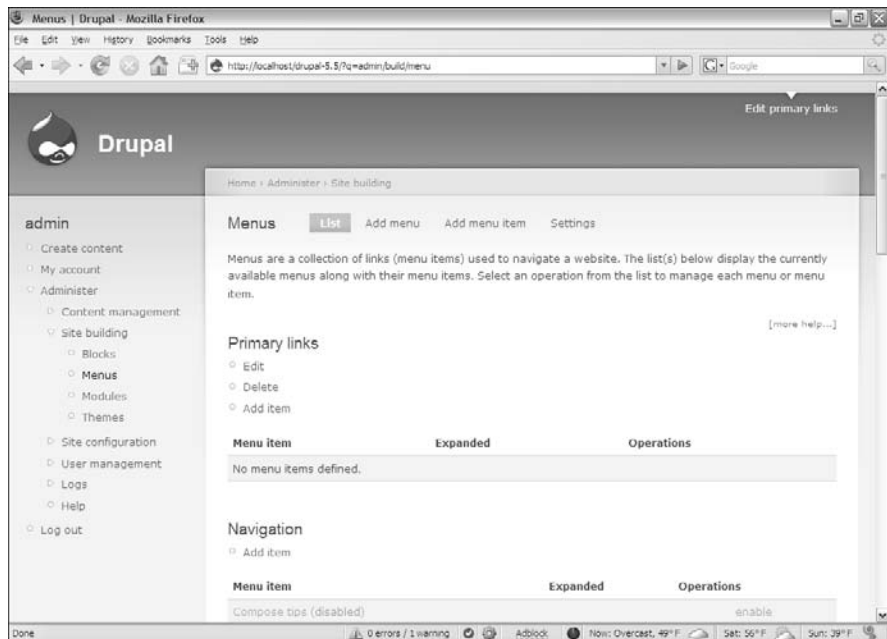 Menus | Drupal - Mozilla Firefox
File Edit View History Bookmarks Tools Help
http://localhost/drupal-5.5/?q=admin/build/menu
Google
Edit primary links
Drupal
Home › Administer › Site building
admin
Create content
My account
Administer
Content management
Site building
Blocks
Menus
Modules
Themes
Site configuration
User management
Logs
Help
Log out
Menus List Add menu Add menu item Settings
Menus are a collection of links (menu items) used to navigate a website. The list(s) below display the currently
available menus along with their menu items. Select an operation from the list to manage each menu or menu
item.
[more help...]
Primary links
Edit
Delete
Add item
Menu item Expanded Operations
No menu items defined.
Navigation
Add item
Menu item Expanded Operations
Compose tips (disabled) enable
Done 0 errors / 1 warning Adblock Now: Overcast, 49° F Sat: 56° F Sun: 39° F